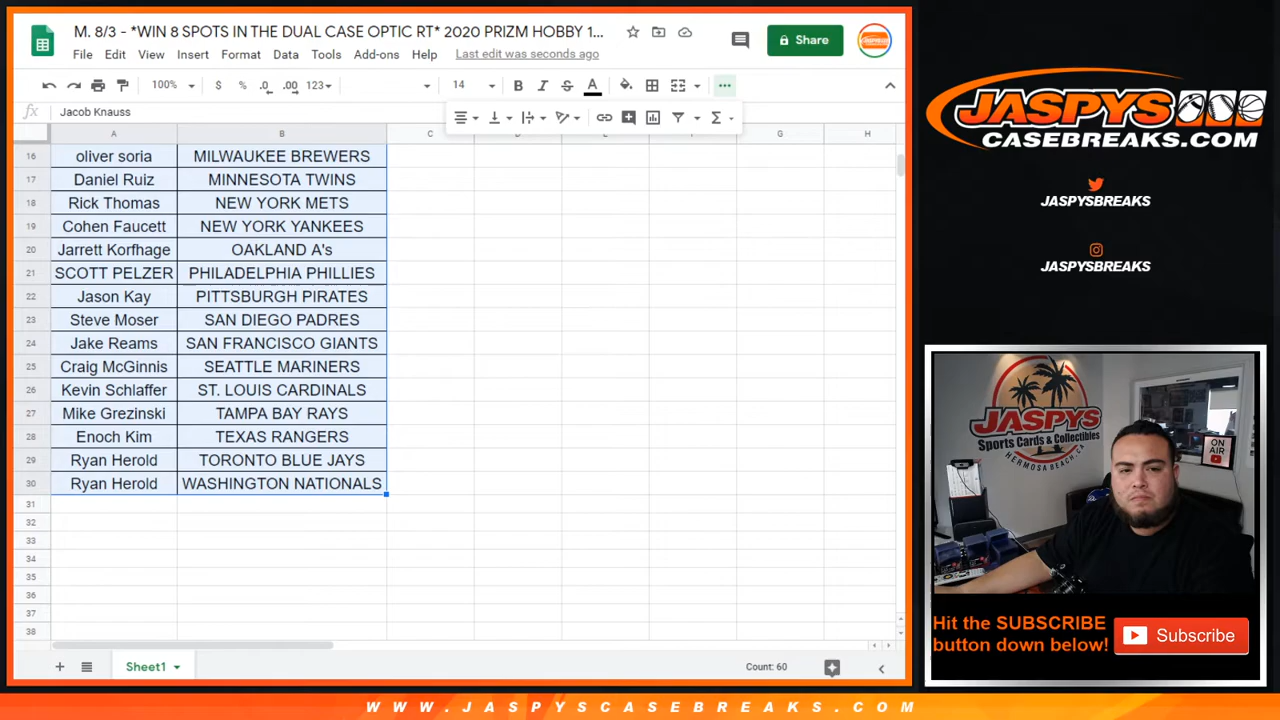 M. 8/3 - *WIN 8 SPOTS IN THE DUAL CASE OPTIC RT* 2020 PRIZM HOBBY 1...
File Edit View Insert Format Data Tools Add-ons Help Last edit was seconds ago
Share
100% $ % .0 .00 123 14 B I S A
fx Jacob Knauss
A B C D E F G H
16 oliver soria MILWAUKEE BREWERS
17 Daniel Ruiz MINNESOTA TWINS
18 Rick Thomas NEW YORK METS
19 Cohen Faucett NEW YORK YANKEES
20 Jarrett Korfhage OAKLAND A's
21 SCOTT PELZER PHILADELPHIA PHILLIES
22 Jason Kay PITTSBURGH PIRATES
23 Steve Moser SAN DIEGO PADRES
24 Jake Reams SAN FRANCISCO GIANTS
25 Craig McGinnis SEATTLE MARINERS
26 Kevin Schlaffer ST. LOUIS CARDINALS
27 Mike Grezinski TAMPA BAY RAYS
28 Enoch Kim TEXAS RANGERS
29 Ryan Herold TORONTO BLUE JAYS
30 Ryan Herold WASHINGTON NATIONALS
31
32
33
34
35
36
37
38
Sheet1
Count: 60
JASPYS
CASEBREAKS.COM
JASPYSBREAKS
JASPYSBREAKS
JASPYS
Sports Cards & Collectibles
HERMOSA BEACH, CA
ON AIR
Hit the SUBSCRIBE
button down below!
Subscribe
WWW.JASPYSCASEBREAKS.COM